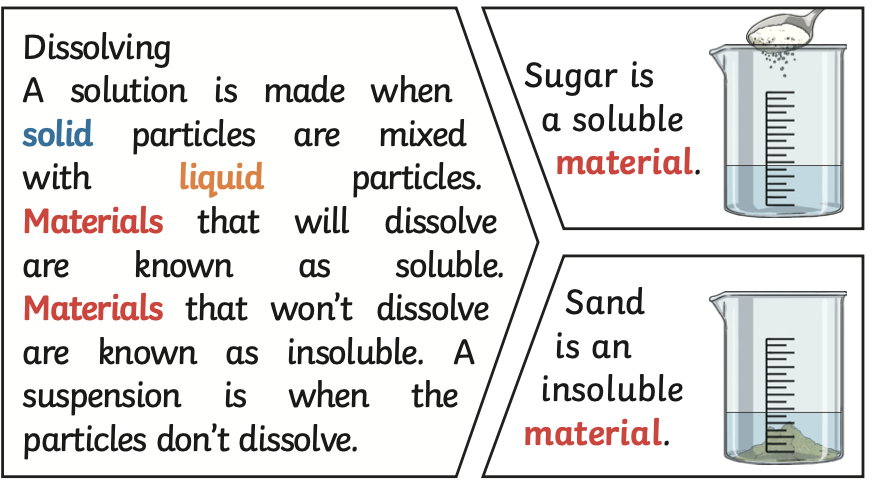 Dissolving
A solution is made when
solid particles are mixed
with liquid particles.
Materials that will dissolve
are known as soluble.
Materials that won't dissolve
are known as insoluble. A
suspension is when the
particles don't dissolve.
Sugar is
a soluble
material.
Sand
is an
insoluble
material.